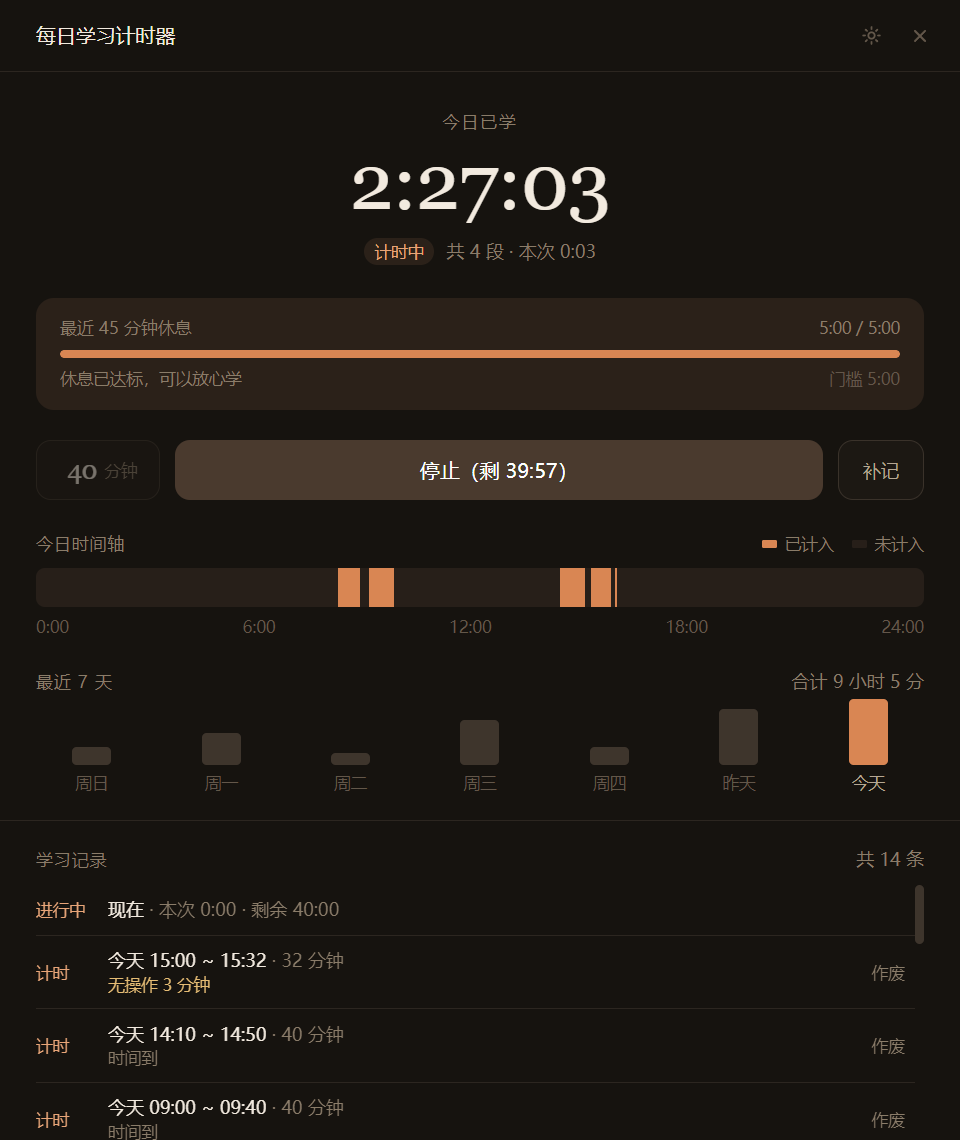 每日学习计时器
今日已学
2:27:03
计时中 共 4 段 · 本次 0:03
最近 45 分钟休息 5:00 / 5:00
休息已达标，可以放心学 门槛 5:00
40 分钟 停止（剩 39:57） 补记
今日时间轴 已计入 未计入
0:00 6:00 12:00 18:00 24:00
最近 7 天 合计 9 小时 5 分
周日 周一 周二 周三 周四 昨天 今天
学习记录 共 14 条
进行中 现在 · 本次 0:00 · 剩余 40:00
计时 今天 15:00 ~ 15:32 · 32 分钟 作废
无操作 3 分钟
计时 今天 14:10 ~ 14:50 · 40 分钟 作废
时间到
计时 今天 09:00 ~ 09:40 · 40 分钟 作废
时间到